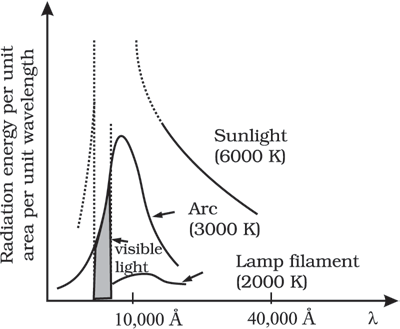 Radiation energy per unit
area per unit wavelength
Sunlight
(6000 K)
Arc
(3000 K)
visible
light
Lamp filament
(2000 K)
10,000 Å
40,000 Å
λ